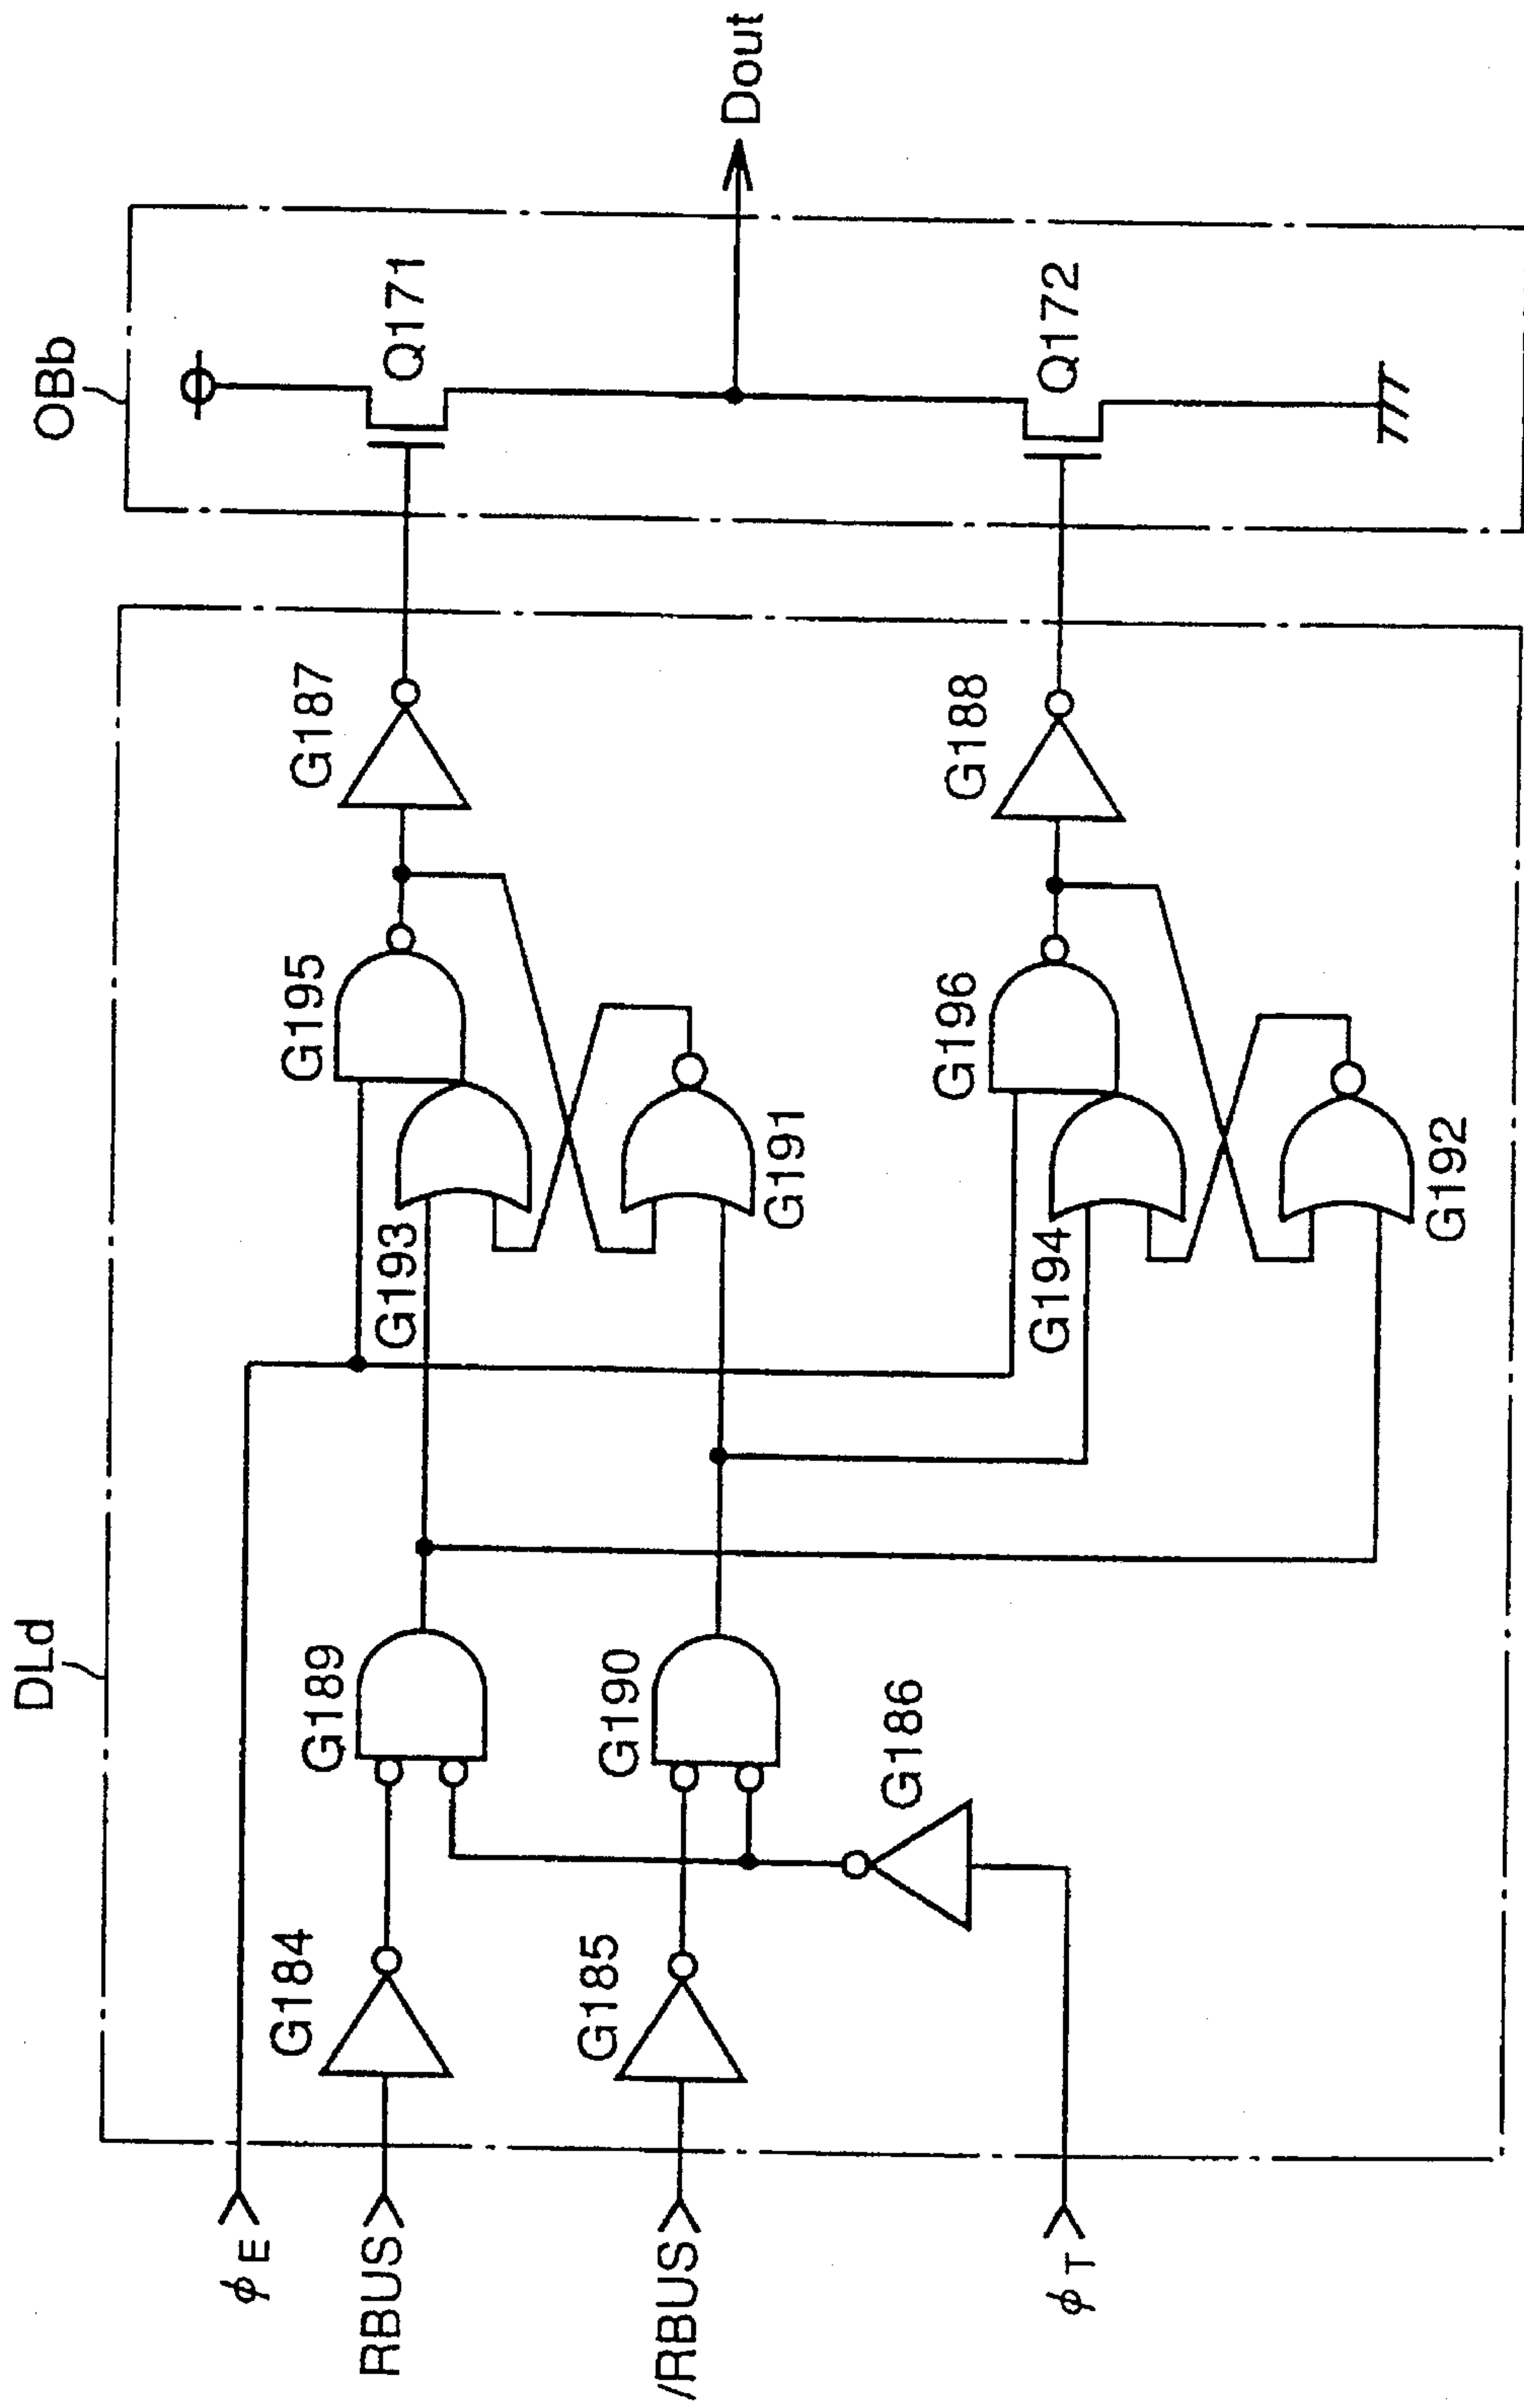 DLd
OBb
φE
RBUS
/RBUS
φT
G184
G185
G186
G189
G190
G193
G194
G195
G191
G196
G192
G187
G188
Q171
Q172
Dout